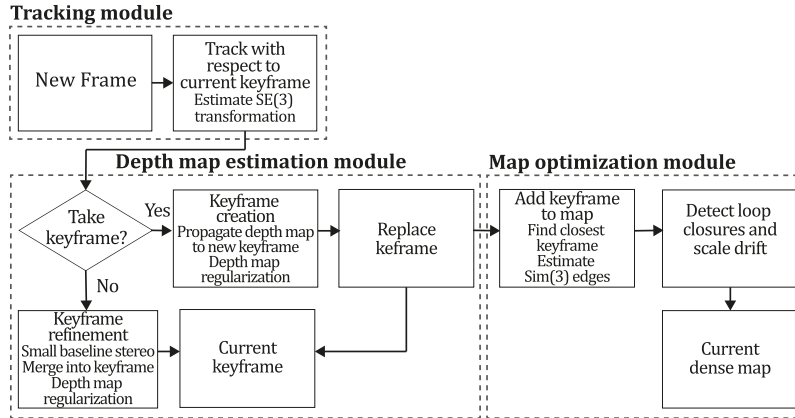 Tracking module
New Frame
Track with
respect to
current keyframe
Estimate SE(3)
transformation
Depth map estimation module
Take
keyframe?
Yes
No
Keyframe
creation
Propagate depth map
to new keyframe
Depth map
regularization
Replace
keframe
Keyframe
refinement
Small baseline stereo
Merge into keyframe
Depth map
regularization
Current
keyframe
Map optimization module
Add keyframe
to map
Find closest
keyframe
Estimate
Sim(3) edges
Detect loop
closures and
scale drift
Current
dense map